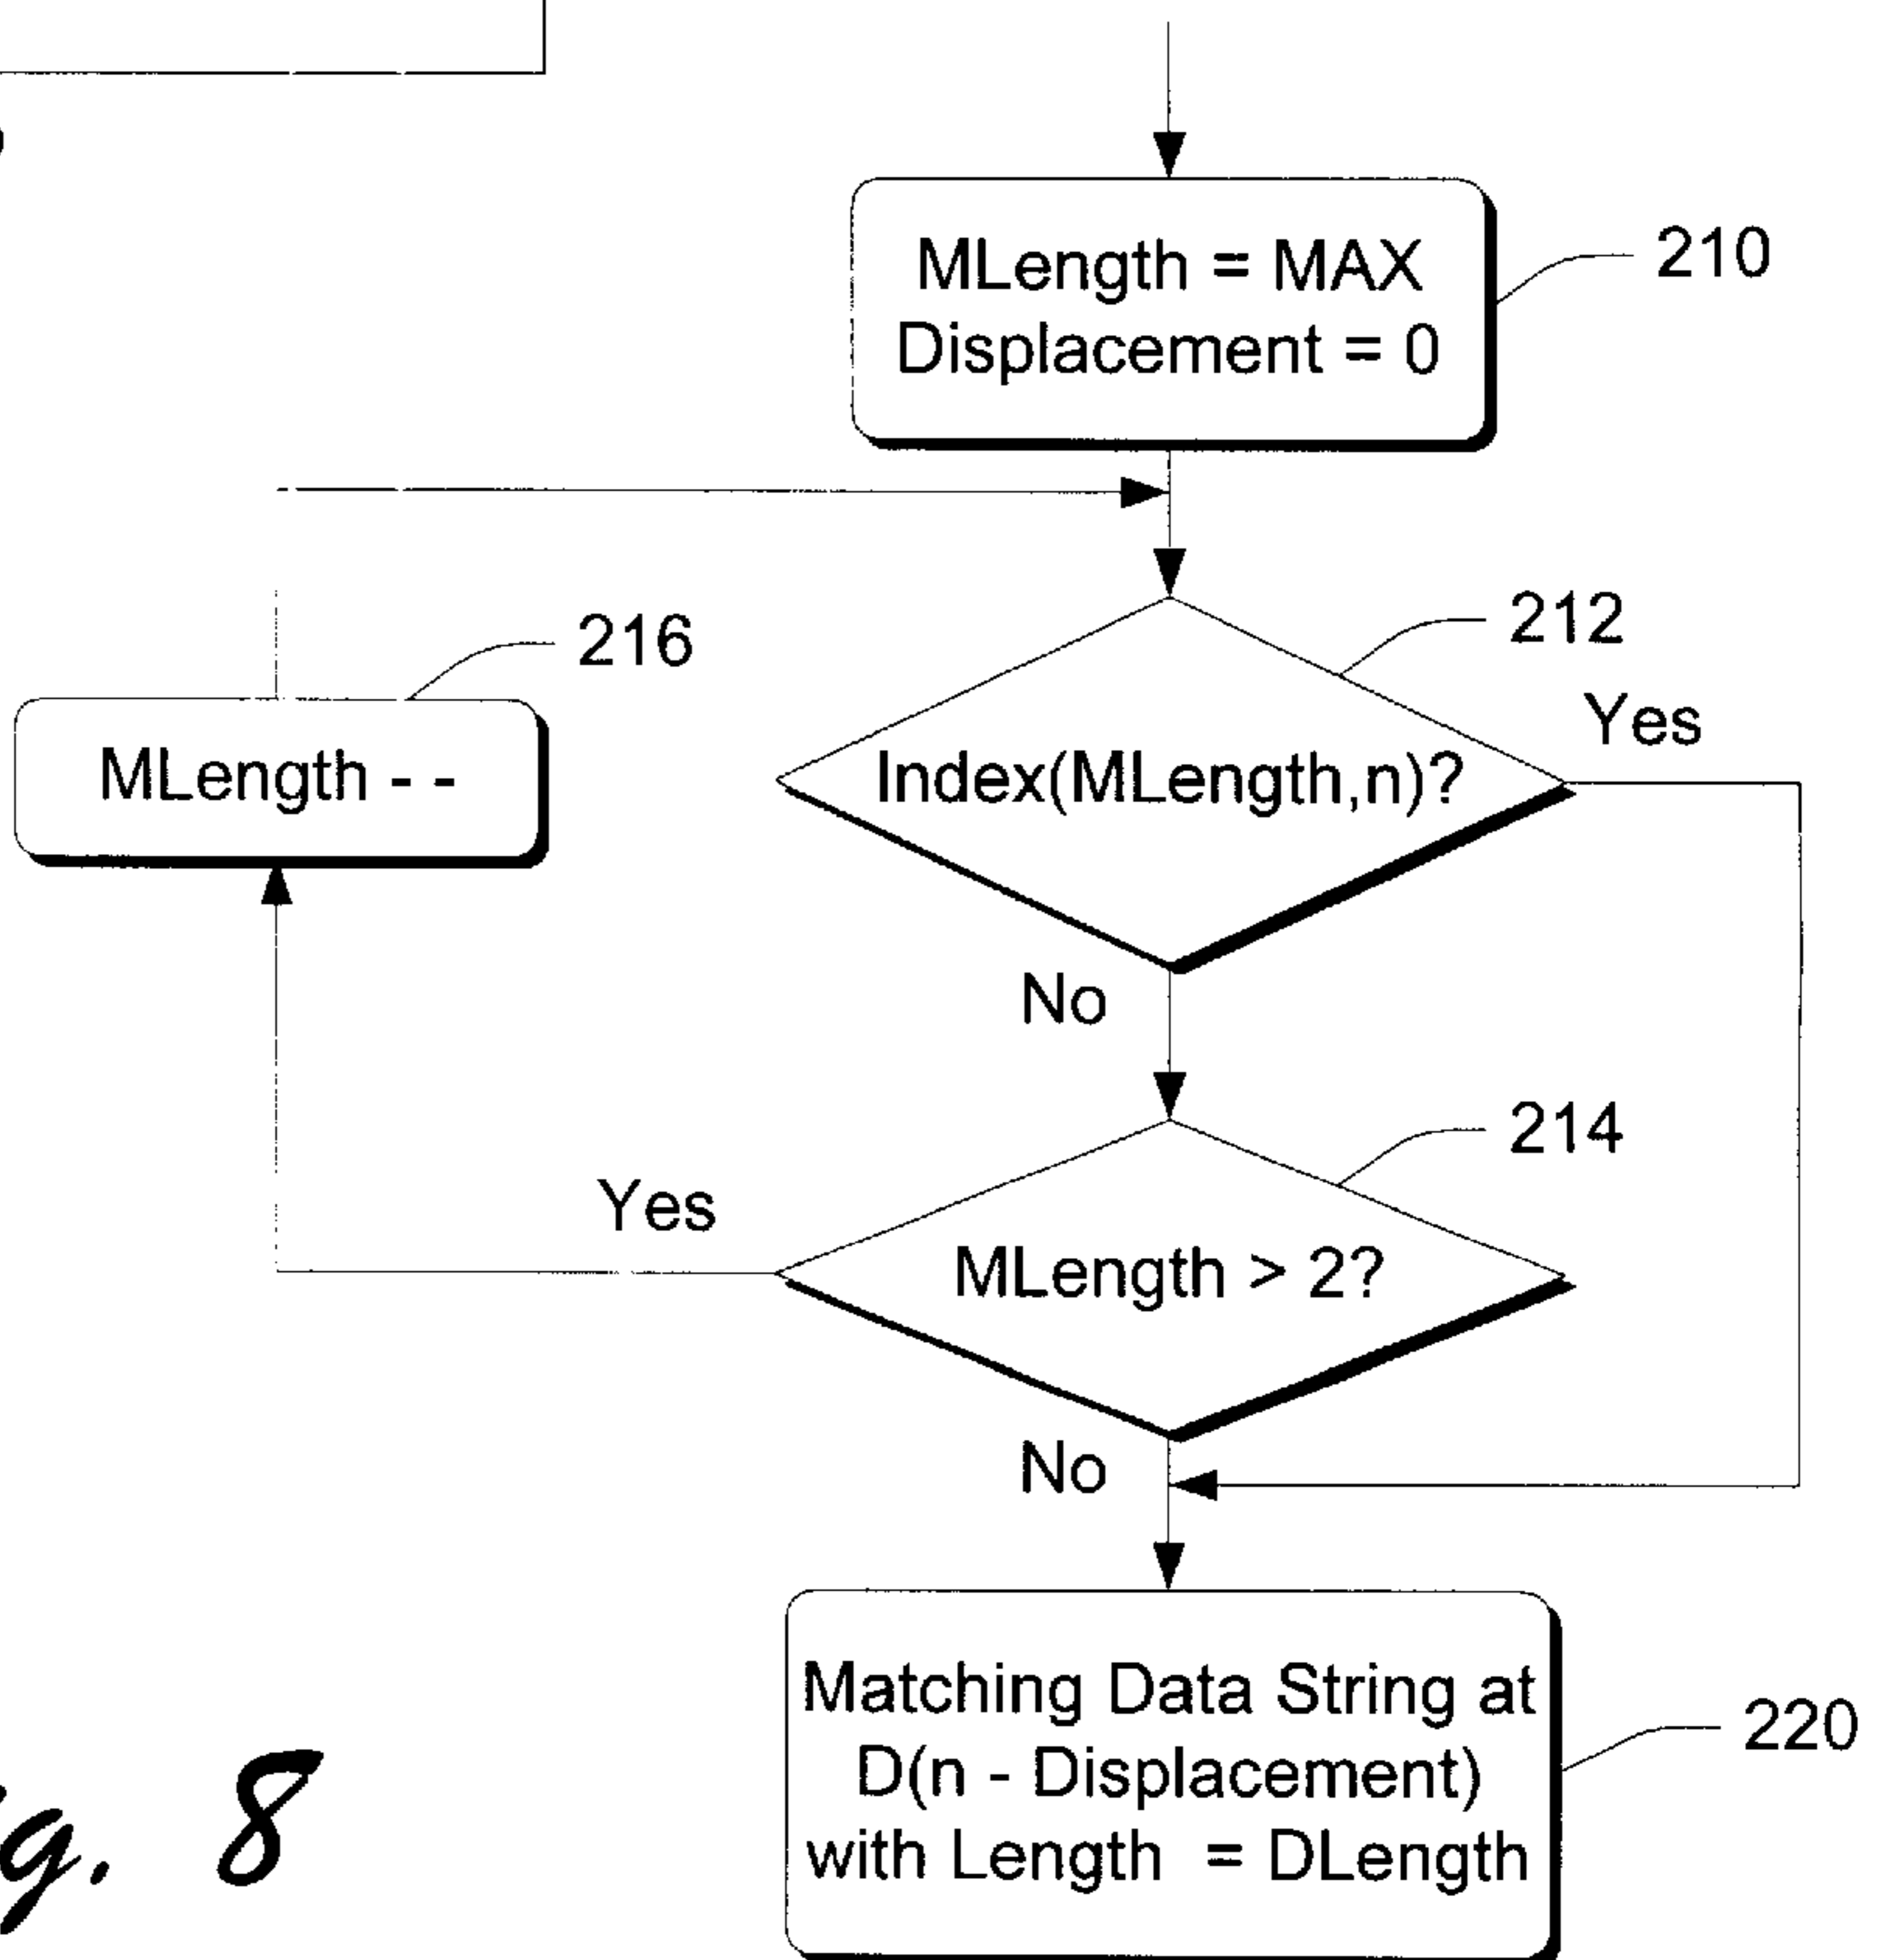 MLength = MAX
Displacement = 0
210
212
216
Yes
MLength - -
Index(MLength,n)?
No
214
Yes
MLength > 2?
No
Matching Data String at
D(n - Displacement)
with Length = DLength
220
8